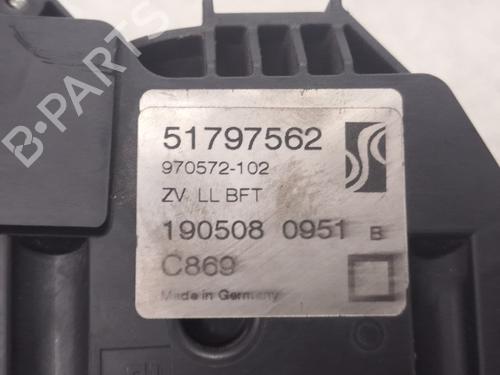 B-PARTS
51797562
970572-102
ZV LL BFT
190508 0951 B
C869
Made in Germany